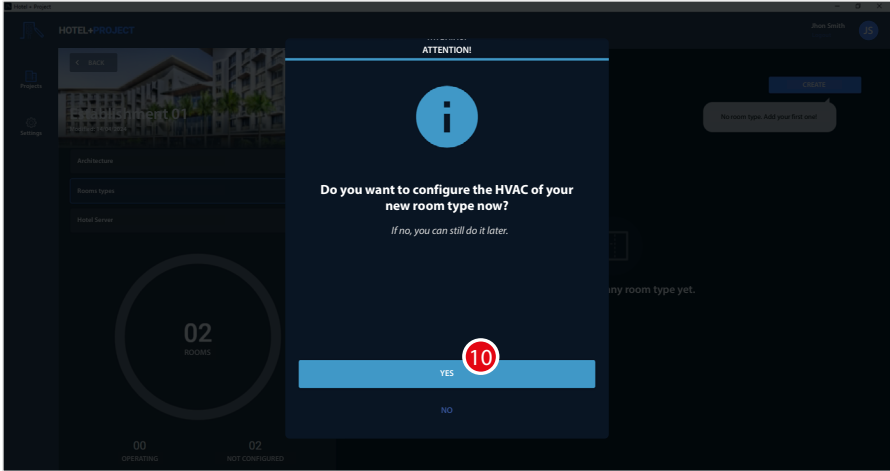 Hotel + Project
HOTEL+PROJECT
Jhon Smith
JS
BACK
Projects
Settings
Establishment 01
CREATE
No room type. Add your first one!
Architecture
Rooms types
Hotel Server
02
ROOMS
00
OPERATING
02
NOT CONFIGURED
any room type yet.
ATTENTION!
Do you want to configure the HVAC of your
new room type now?
If no, you can still do it later.
10
YES
NO